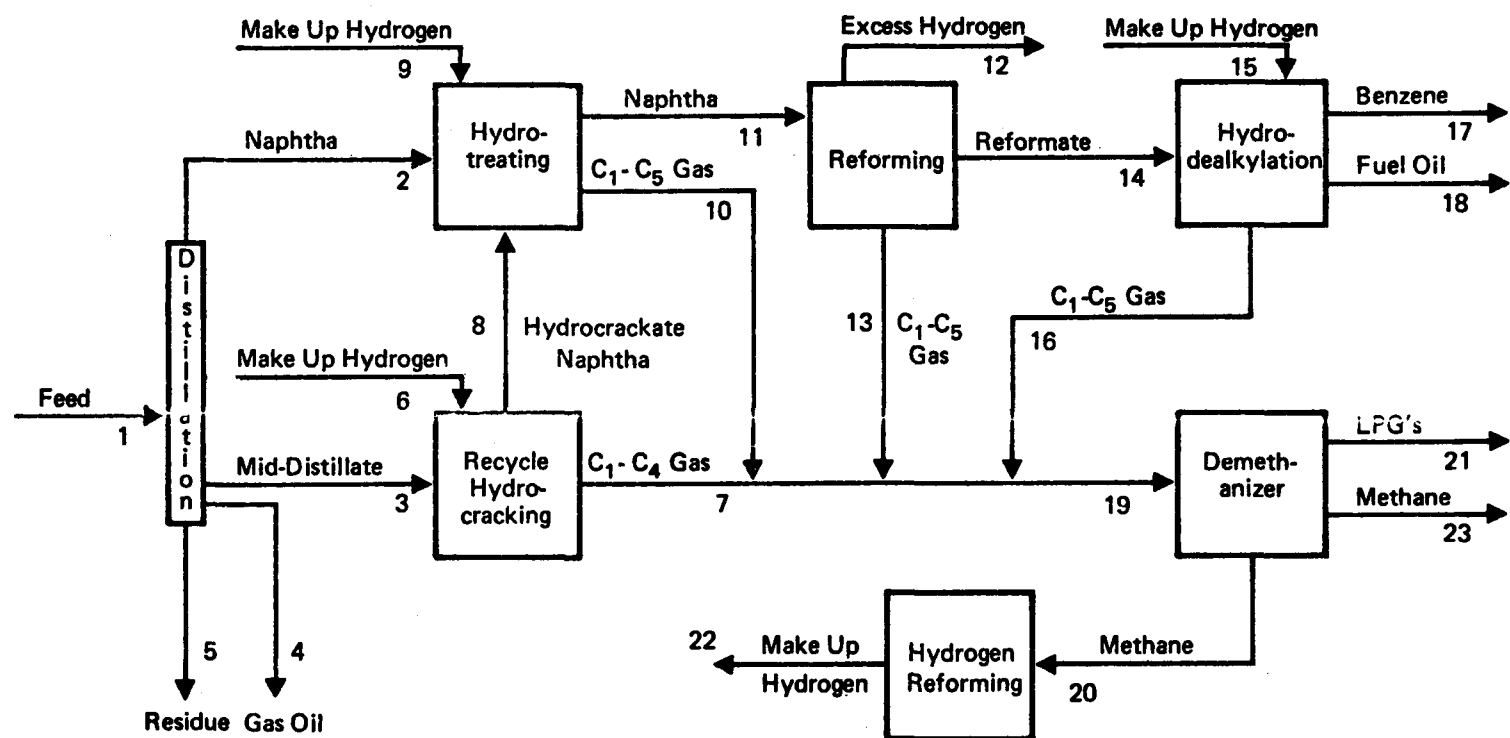 Make Up Hydrogen
9
Excess Hydrogen
12
Make Up Hydrogen
15
Hydro-
treating
Naphtha
11
Reforming
Reformate
14
Hydro-
dealkylation
Benzene
17
Fuel Oil
18
Naphtha
2
C1-C5 Gas
10
Distillation
8
Hydrocrackate
Naphtha
13
C1-C5
Gas
C1-C5 Gas
16
Make Up Hydrogen
6
Feed
1
Mid-Distillate
3
Recycle
Hydro-
cracking
C1-C4 Gas
7
19
Demeth-
anizer
LPG's
21
Methane
23
5
4
Residue
Gas Oil
22
Make Up
Hydrogen
Hydrogen
Reforming
Methane
20